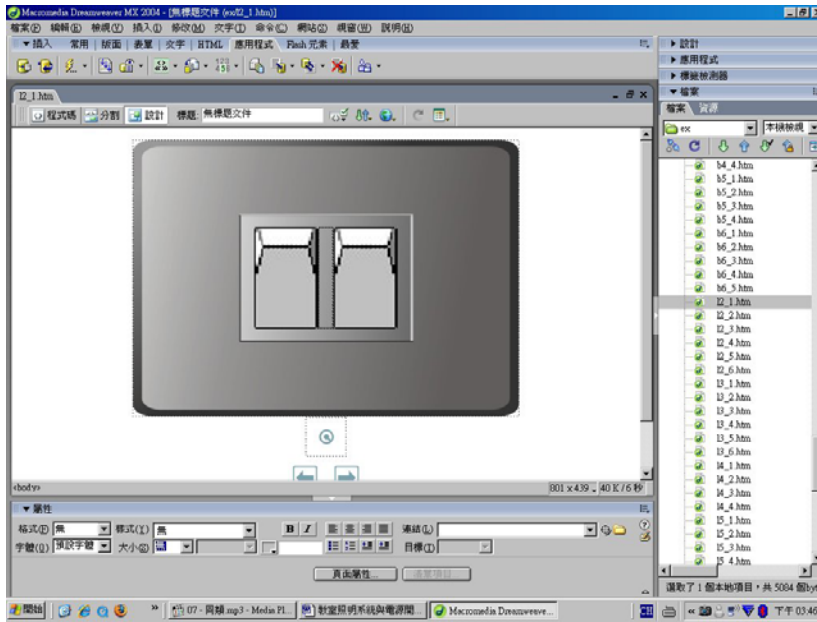 Macromedia Dreamweaver MX 2004 - [無標題文件 (ex/l2_1.htm)]
檔案(F) 編輯(E) 檢視(V) 插入(I) 修改(M) 文字(T) 命令(C) 網站(S) 視窗(W) 說明(H)
▼插入 常用 版面 表單 文字 HTML 應用程式 Flash 元素 最愛
l2_1.htm
程式碼 分割 設計 標題: 無標題文件
<body>
801 x 439 40 K / 6 秒
▼屬性
格式(F) 無 樣式(Y) 無 B I 連結(L)
字體(O) 預設字體 大小(S) 無 目標(T)
頁面屬性... 清單項目...
設計
應用程式
標籤檢測器
▼檔案
檔案 資源
ex 本機檢視
b4_4.htm
b5_1.htm
b5_2.htm
b5_3.htm
b5_4.htm
b6_1.htm
b6_2.htm
b6_3.htm
b6_4.htm
b6_5.htm
l2_1.htm
l2_2.htm
l2_3.htm
l2_4.htm
l2_5.htm
l2_6.htm
l3_1.htm
l3_2.htm
l3_3.htm
l3_4.htm
l3_5.htm
l3_6.htm
l4_1.htm
l4_2.htm
l4_3.htm
l4_4.htm
l5_1.htm
l5_2.htm
l5_3.htm
l5_4.htm
選取了 1 個本地項目，共 5084 個byt
開始 07 - 同類.mp3 - Media Pl... 教室照明系統與電源開... Macromedia Dreamweave... 下午 03:46